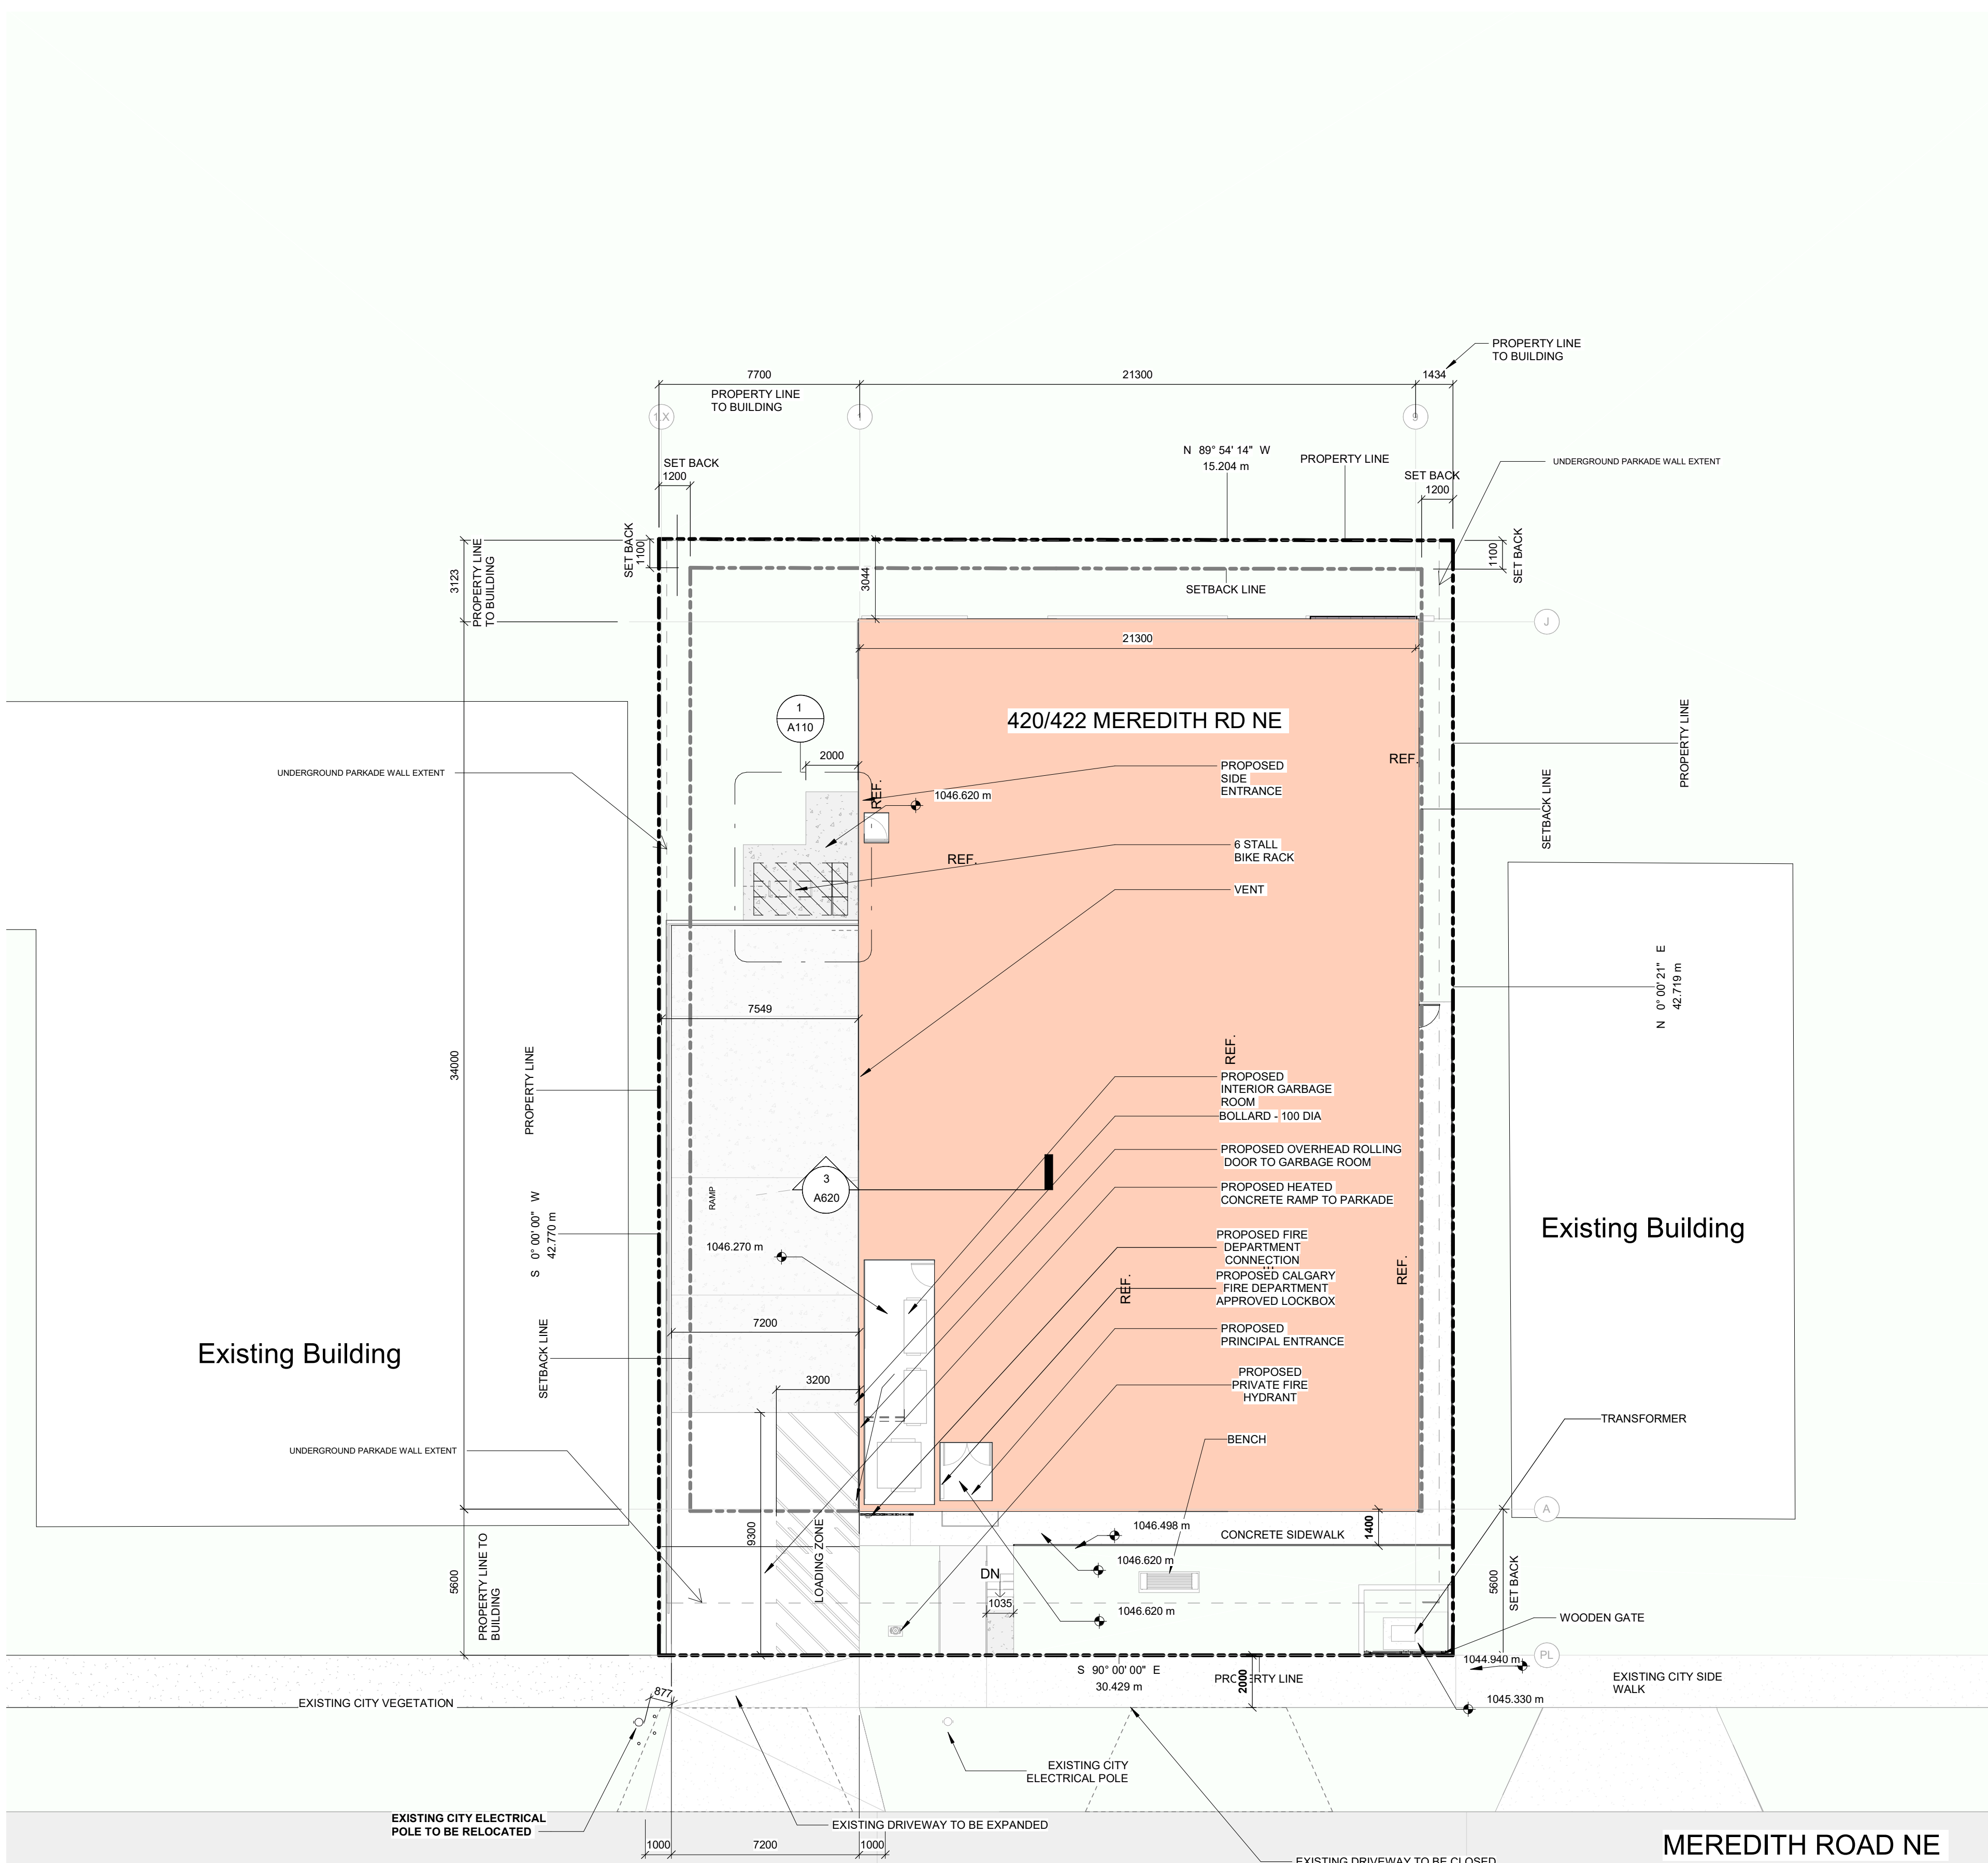 PROPERTY LINE
TO BUILDING
7700
21300
1434
PROPERTY LINE
TO BUILDING
1.X
1
9
SET BACK
1200
N 89° 54' 14" W
15.204 m
PROPERTY LINE
SET BACK
1200
UNDERGROUND PARKADE WALL EXTENT
3123
PROPERTY LINE
TO BUILDING
SET BACK
1100
3044
1100
SET BACK
SETBACK LINE
J
21300
420/422 MEREDITH RD NE
1
A110
2000
REF.
REF.
PROPERTY LINE
UNDERGROUND PARKADE WALL EXTENT
PROPOSED
SIDE
ENTRANCE
1046.620 m
SETBACK LINE
REF.
6 STALL
BIKE RACK
VENT
7549
N 0° 00' 21" E
42.719 m
34000
PROPERTY LINE
REF.
PROPOSED
INTERIOR GARBAGE
ROOM
BOLLARD - 100 DIA
PROPOSED OVERHEAD ROLLING
DOOR TO GARBAGE ROOM
3
A620
RAMP
PROPOSED HEATED
CONCRETE RAMP TO PARKADE
S 0° 00' 00" W
42.770 m
1046.270 m
PROPOSED FIRE
DEPARTMENT
CONNECTION
REF.
REF.
PROPOSED CALGARY
FIRE DEPARTMENT
APPROVED LOCKBOX
Existing Building
7200
PROPOSED
PRINCIPAL ENTRANCE
Existing Building
SETBACK LINE
3200
PROPOSED
PRIVATE FIRE
HYDRANT
TRANSFORMER
UNDERGROUND PARKADE WALL EXTENT
BENCH
A
9300
LOADING ZONE
1046.498 m
CONCRETE SIDEWALK
1400
5600
PROPERTY LINE TO
BUILDING
DN
1046.620 m
1035
1046.620 m
5600
SET BACK
WOODEN GATE
PL
1044.940 m
S 90° 00' 00" E
30.429 m
PROPERTY LINE
2000
EXISTING CITY SIDE
WALK
1045.330 m
877
EXISTING CITY VEGETATION
EXISTING CITY
ELECTRICAL POLE
EXISTING CITY ELECTRICAL
POLE TO BE RELOCATED
EXISTING DRIVEWAY TO BE EXPANDED
1000
7200
1000
MEREDITH ROAD NE
EXISTING DRIVEWAY TO BE CLOSED